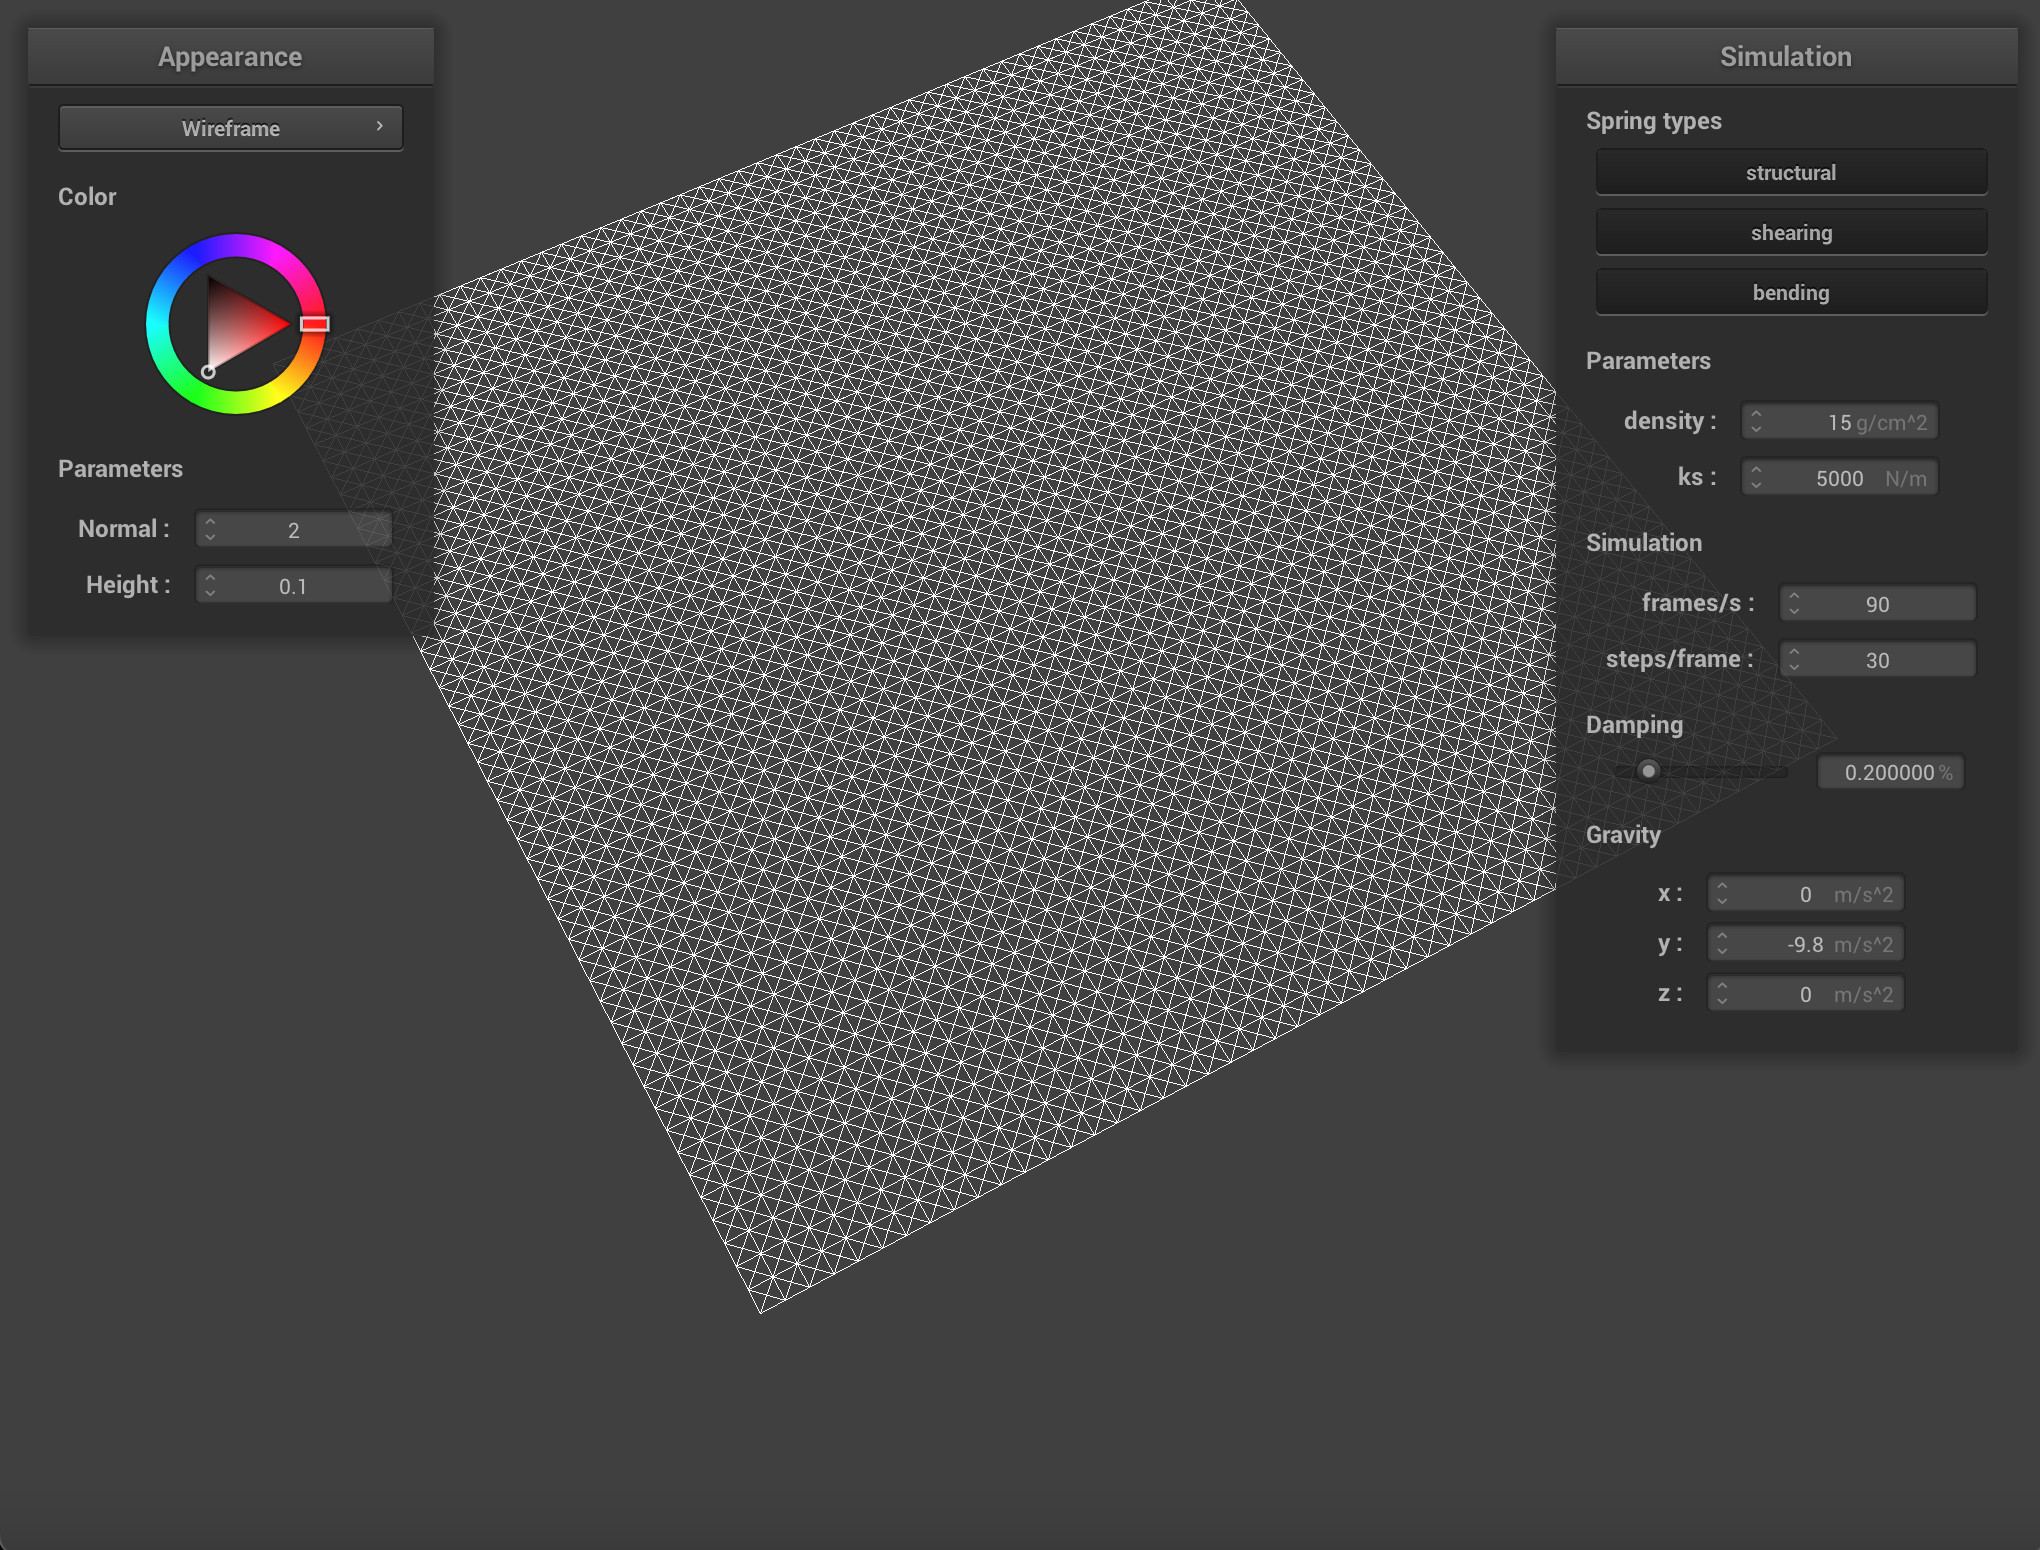 Appearance
Wireframe
Color
Parameters
Normal : 2
Height : 0.1
Simulation
Spring types
structural
shearing
bending
Parameters
density : 15 g/cm^2
ks : 5000 N/m
Simulation
frames/s : 90
steps/frame : 30
Damping
0.200000 %
Gravity
x : 0 m/s^2
y : -9.8 m/s^2
z : 0 m/s^2